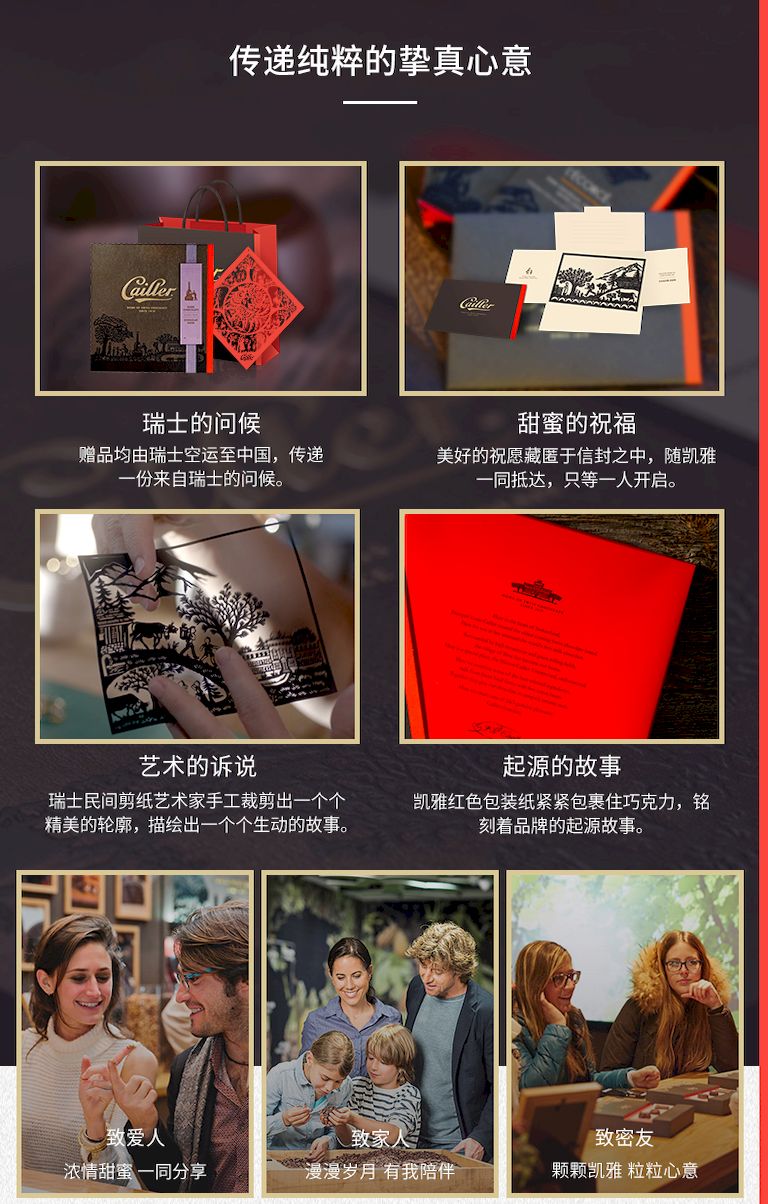 传递纯粹的挚真心意
Cailler
Cailler
瑞士的问候
赠品均由瑞士空运至中国，传递
一份来自瑞士的问候。
甜蜜的祝福
美好的祝愿藏匿于信封之中，随凯雅
一同抵达，只等一人开启。
艺术的诉说
瑞士民间剪纸艺术家手工裁剪出一个个
精美的轮廓，描绘出一个个生动的故事。
起源的故事
凯雅红色包装纸紧紧包裹住巧克力，铭
刻着品牌的起源故事。
致爱人
浓情甜蜜 一同分享
致家人
漫漫岁月 有我陪伴
致密友
颗颗凯雅 粒粒心意